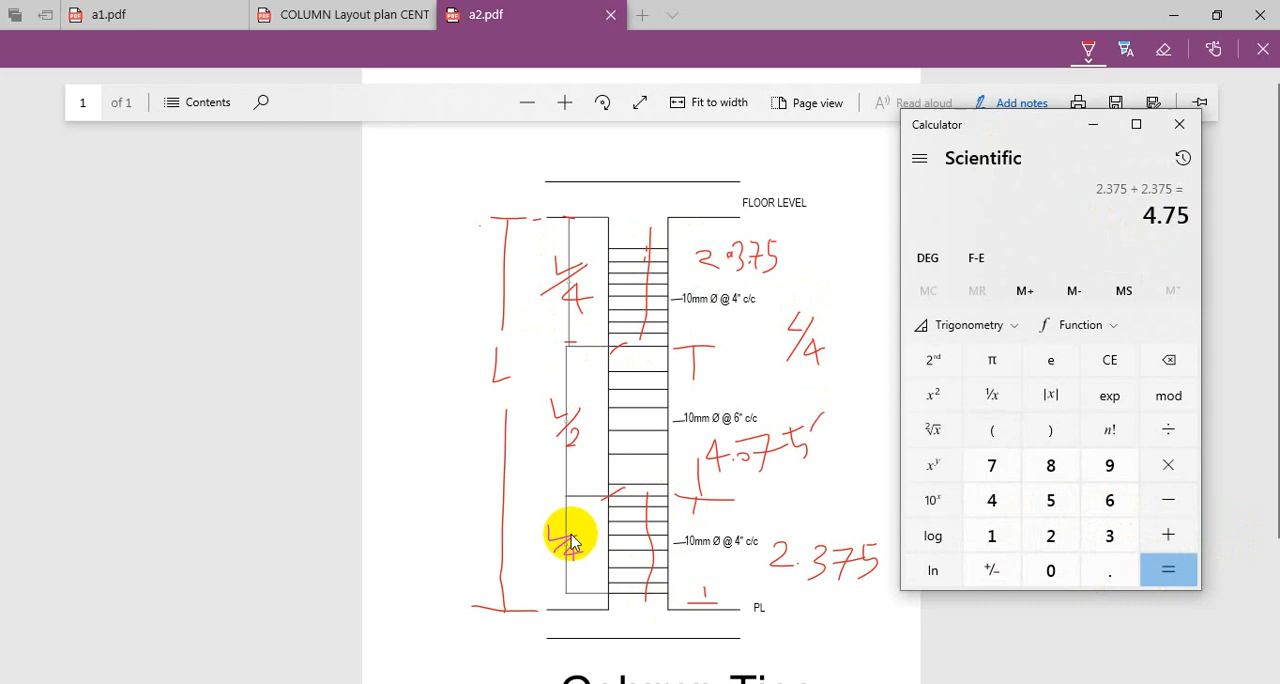 a1.pdf
COLUMN Layout plan CENT
a2.pdf
1
of 1
Contents
Fit to width
Page view
Read aloud
Add notes
Calculator
Scientific
2.375 + 2.375 =
4.75
DEG
F-E
MC
MR
M+
M-
MS
M˅
Trigonometry
Function
2ⁿᵈ
π
e
CE
x²
¹/x
|x|
exp
mod
²√x
(
)
n!
÷
xʸ
7
8
9
×
10ˣ
4
5
6
−
log
1
2
3
+
ln
+/−
0
.
=
FLOOR LEVEL
L/4
2.375
10mm Ø @ 4" c/c
L/4
L
L/2
10mm Ø @ 6" c/c
4.075'
L/4
10mm Ø @ 4" c/c
2.375
PL